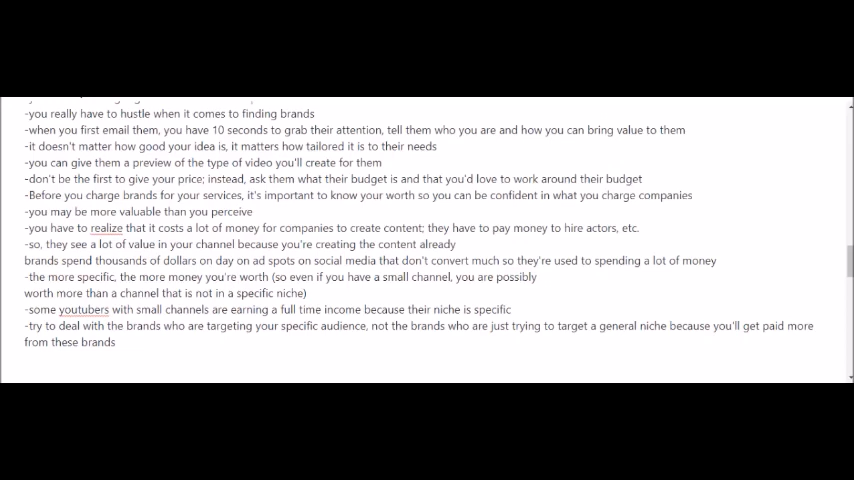 -you really have to hustle when it comes to finding brands
-when you first email them, you have 10 seconds to grab their attention, tell them who you are and how you can bring value to them
-it doesn't matter how good your idea is, it matters how tailored it is to their needs
-you can give them a preview of the type of video you'll create for them
-don't be the first to give your price; instead, ask them what their budget is and that you'd love to work around their budget
-Before you charge brands for your services, it's important to know your worth so you can be confident in what you charge companies
-you may be more valuable than you perceive
-you have to realize that it costs a lot of money for companies to create content; they have to pay money to hire actors, etc.
-so, they see a lot of value in your channel because you're creating the content already
brands spend thousands of dollars on day on ad spots on social media that don't convert much so they're used to spending a lot of money
-the more specific, the more money you're worth (so even if you have a small channel, you are possibly
worth more than a channel that is not in a specific niche)
-some youtubers with small channels are earning a full time income because their niche is specific
-try to deal with the brands who are targeting your specific audience, not the brands who are just trying to target a general niche because you'll get paid more
from these brands